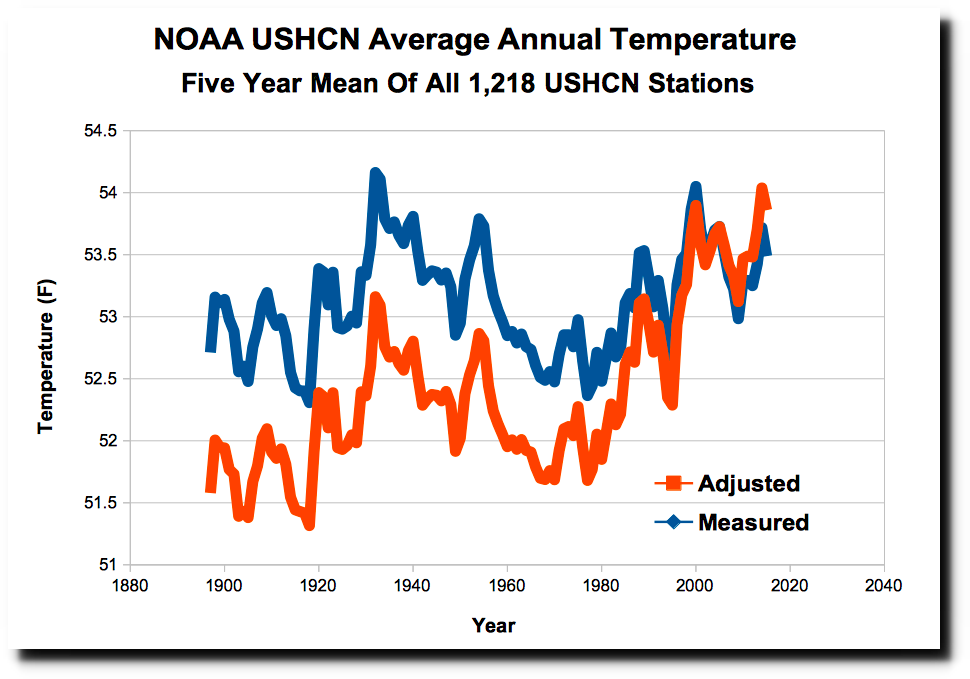 NOAA USHCN Average Annual Temperature
Five Year Mean Of All 1,218 USHCN Stations
54.5
54
53.5
53
52.5
52
51.5
51
Temperature (F)
Adjusted
Measured
1880 1900 1920 1940 1960 1980 2000 2020 2040
Year